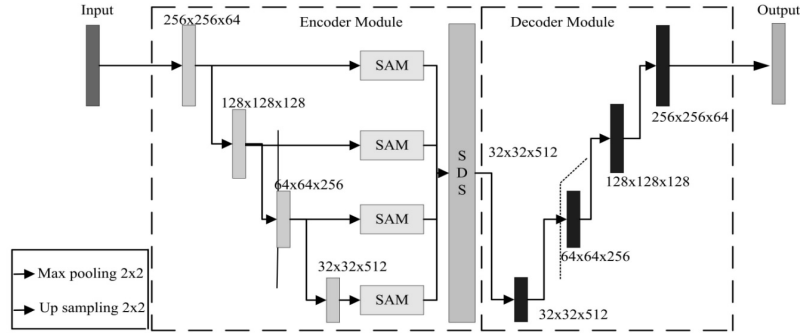 Input
Encoder Module
Decoder Module
Output
256x256x64
SAM
128x128x128
SAM
64x64x256
SAM
32x32x512
SAM
S
D
S
32x32x512
256x256x64
128x128x128
64x64x256
32x32x512
Max pooling 2x2
Up sampling 2x2